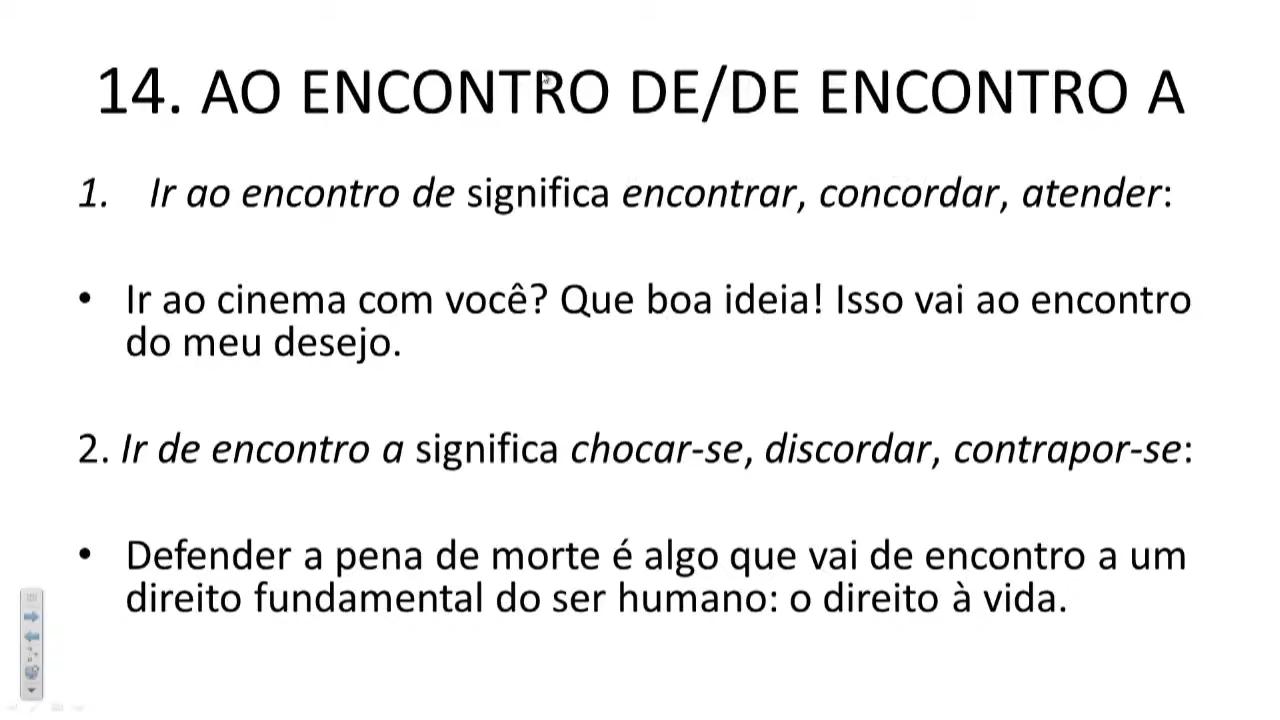 14. AO ENCONTRO DE/DE ENCONTRO A
1. Ir ao encontro de significa encontrar, concordar, atender:
• Ir ao cinema com você? Que boa ideia! Isso vai ao encontro
do meu desejo.
2. Ir de encontro a significa chocar-se, discordar, contrapor-se:
• Defender a pena de morte é algo que vai de encontro a um
direito fundamental do ser humano: o direito à vida.